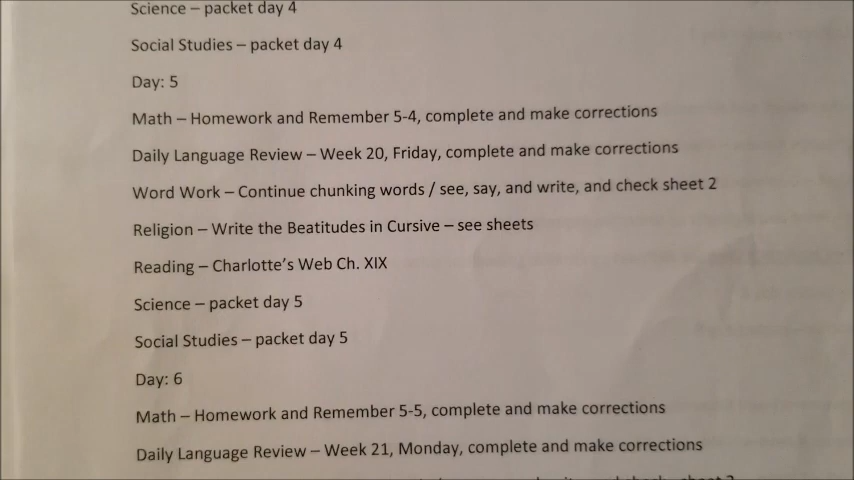 Science – packet day 4
Social Studies – packet day 4
Day: 5
Math – Homework and Remember 5-4, complete and make corrections
Daily Language Review – Week 20, Friday, complete and make corrections
Word Work – Continue chunking words / see, say, and write, and check sheet 2
Religion – Write the Beatitudes in Cursive – see sheets
Reading – Charlotte's Web Ch. XIX
Science – packet day 5
Social Studies – packet day 5
Day: 6
Math – Homework and Remember 5-5, complete and make corrections
Daily Language Review – Week 21, Monday, complete and make corrections